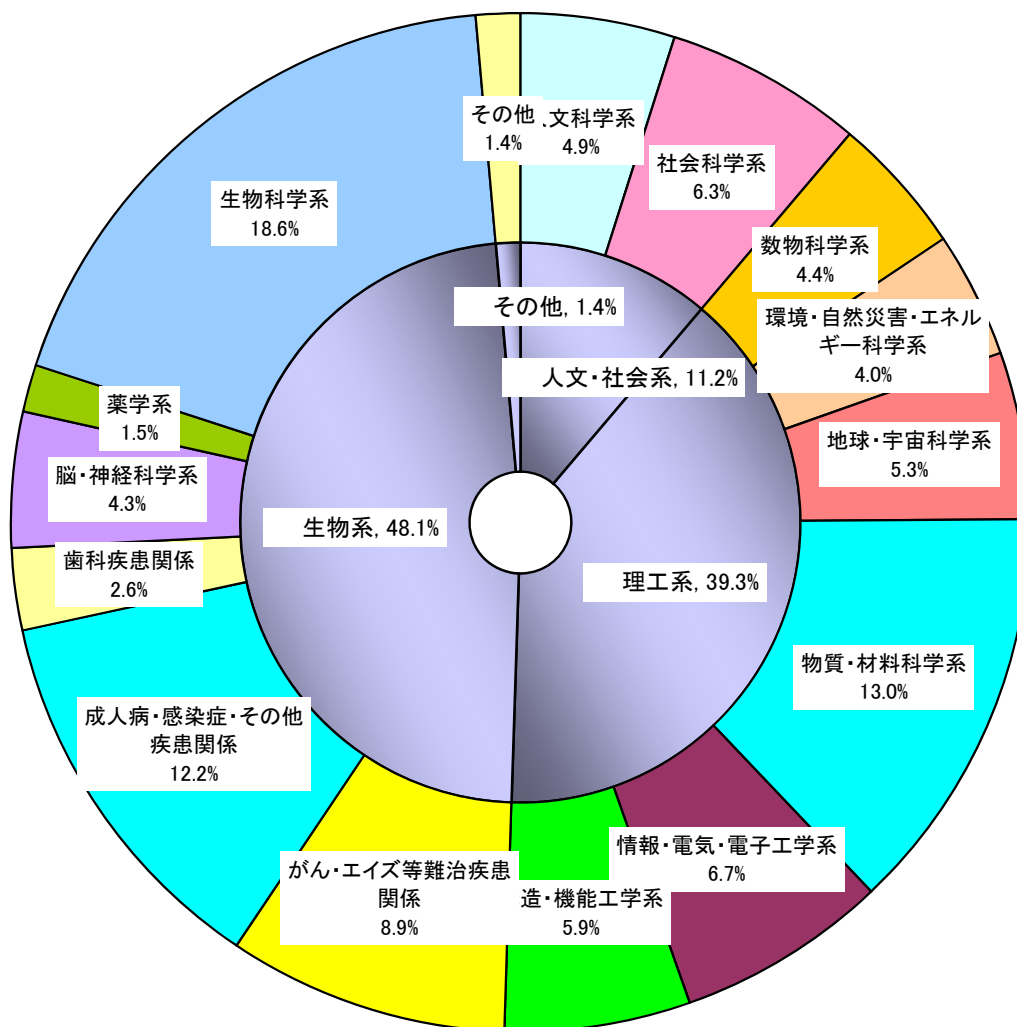 その他
1.4%
文科学系
4.9%
社会科学系
6.3%
数物科学系
4.4%
環境・自然災害・エネル
ギー科学系
4.0%
地球・宇宙科学系
5.3%
物質・材料科学系
13.0%
情報・電気・電子工学系
6.7%
造・機能工学系
5.9%
がん・エイズ等難治疾患
関係
8.9%
成人病・感染症・その他
疾患関係
12.2%
歯科疾患関係
2.6%
脳・神経科学系
4.3%
薬学系
1.5%
生物科学系
18.6%
その他, 1.4%
人文・社会系, 11.2%
理工系, 39.3%
生物系, 48.1%